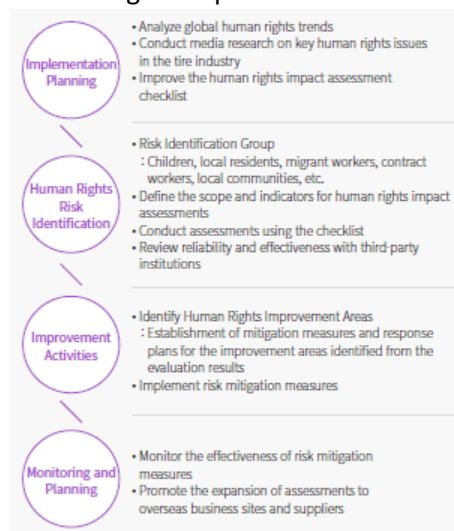 Implementation
Planning
• Analyze global human rights trends
• Conduct media research on key human rights issues
in the tire industry
• Improve the human rights impact assessment
checklist
Human Rights
Risk
Identification
• Risk Identification Group
: Children, local residents, migrant workers, contract
workers, local communities, etc.
• Define the scope and indicators for human rights impact
assessments
• Conduct assessments using the checklist
• Review reliability and effectiveness with third-party
institutions
Improvement
Activities
• Identify Human Rights Improvement Areas
: Establishment of mitigation measures and response
plans for the improvement areas identified from the
evaluation results
• Implement risk mitigation measures
Monitoring and
Planning
• Monitor the effectiveness of risk mitigation
measures
• Promote the expansion of assessments to
overseas business sites and suppliers